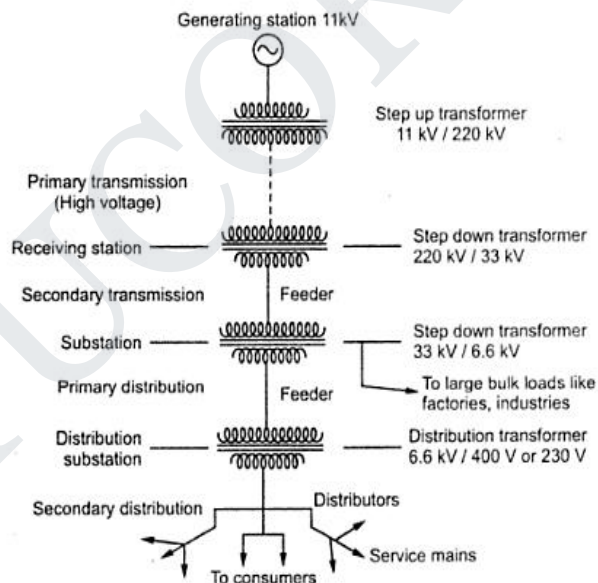 Generating station 11kV
Step up transformer
11 kV / 220 kV
Primary transmission
(High voltage)
Receiving station
Step down transformer
220 kV / 33 kV
Secondary transmission
Feeder
Substation
Step down transformer
33 kV / 6.6 kV
Primary distribution
Feeder
To large bulk loads like
factories, industries
Distribution
substation
Distribution transformer
6.6 kV / 400 V or 230 V
Secondary distribution
Distributors
Service mains
To consumers